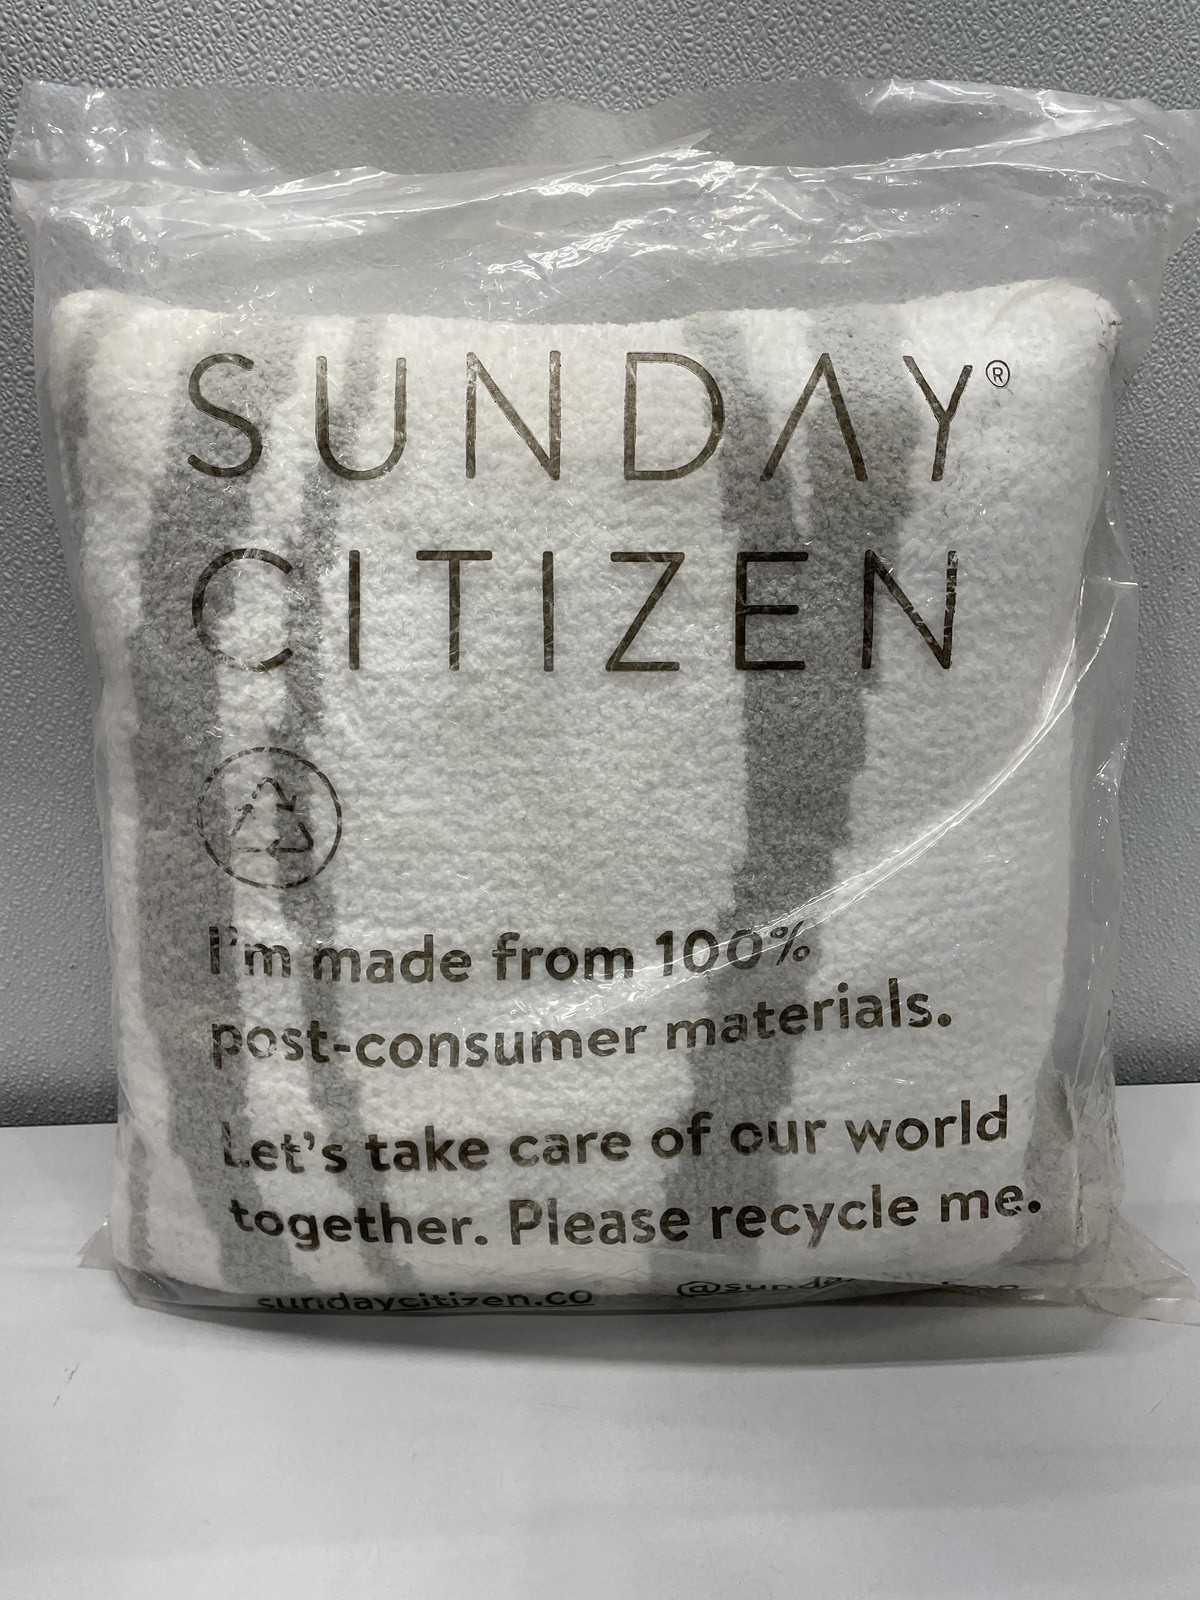 SUNDAY®
CITIZEN
I'm made from 100%
post-consumer materials.
Let's take care of our world
together. Please recycle me.
sundaycitizen.co